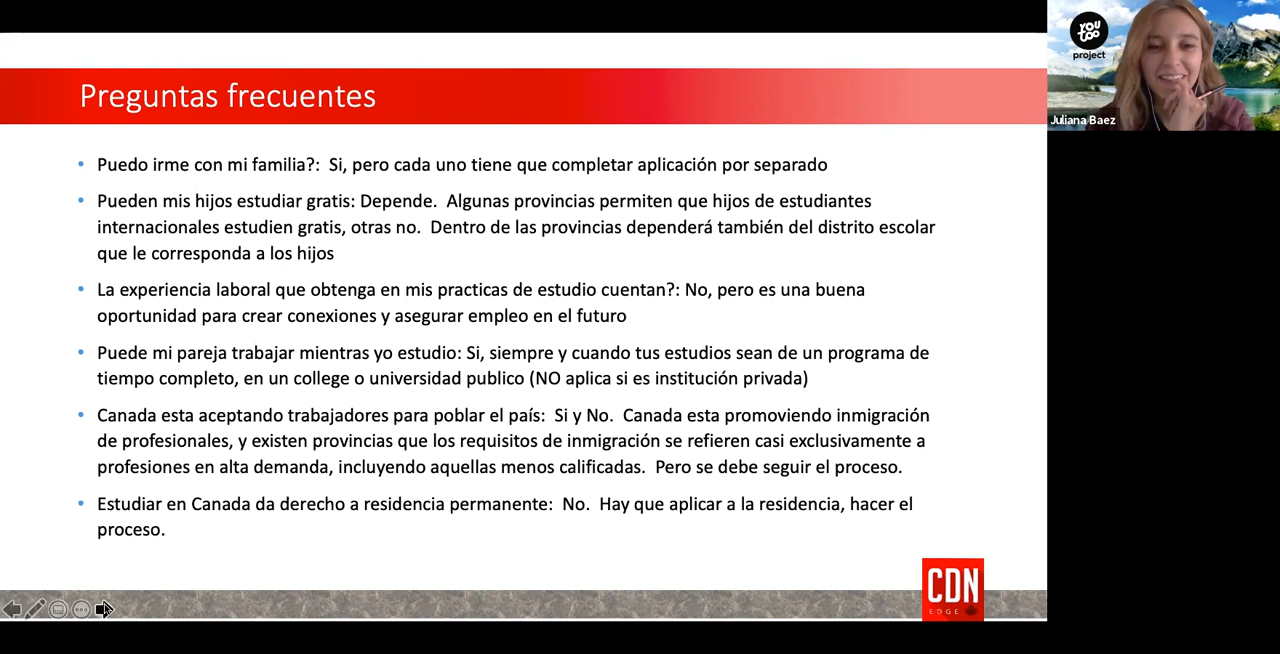 Preguntas frecuentes
Puedo irme con mi familia?:  Si, pero cada uno tiene que completar aplicación por separado
Pueden mis hijos estudiar gratis: Depende.  Algunas provincias permiten que hijos de estudiantes
internacionales estudien gratis, otras no.  Dentro de las provincias dependerá también del distrito escolar
que le corresponda a los hijos
La experiencia laboral que obtenga en mis practicas de estudio cuentan?: No, pero es una buena
oportunidad para crear conexiones y asegurar empleo en el futuro
Puede mi pareja trabajar mientras yo estudio: Si, siempre y cuando tus estudios sean de un programa de
tiempo completo, en un college o universidad publico (NO aplica si es institución privada)
Canada esta aceptando trabajadores para poblar el país:  Si y No.  Canada esta promoviendo inmigración
de profesionales, y existen provincias que los requisitos de inmigración se refieren casi exclusivamente a
profesiones en alta demanda, incluyendo aquellas menos calificadas.  Pero se debe seguir el proceso.
Estudiar en Canada da derecho a residencia permanente:  No.  Hay que aplicar a la residencia, hacer el
proceso.
CDN
EDGE
you
too
project
Juliana Baez